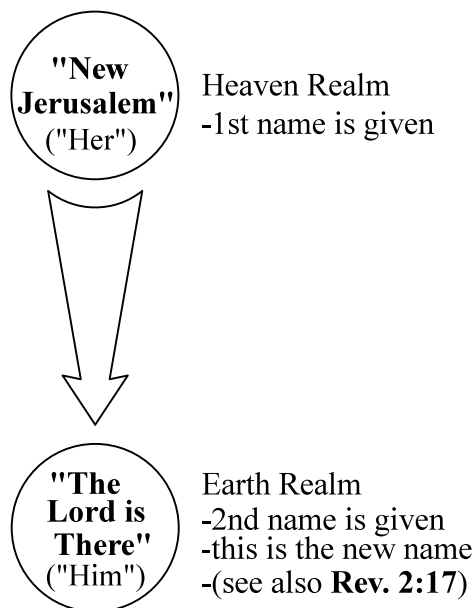 "New
Jerusalem"
("Her")
Heaven Realm
-1st name is given
"The
Lord is
There"
("Him")
Earth Realm
-2nd name is given
-this is the new name
-(see also Rev. 2:17)